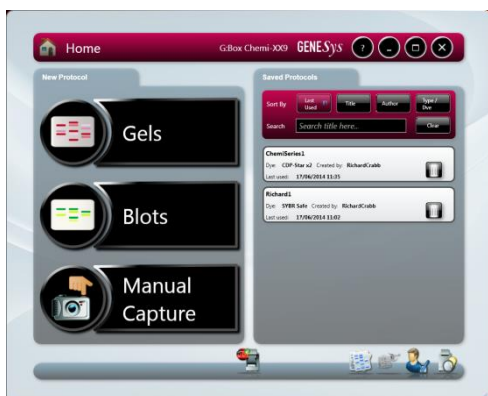 Home
G:Box Chemi-XX9 GENESys ?
New Protocol
Gels
Blots
Manual
Capture
Saved Protocols
Sort By Last Used Title Author Type / Dye
Search Search title here.. Clear
ChemiSeries1
Dye: CDP-Star x2 Created by: RichardCrabb
Last used: 17/06/2014 11:35
Richard1
Dye: SYBR Safe Created by: RichardCrabb
Last used: 17/06/2014 11:02